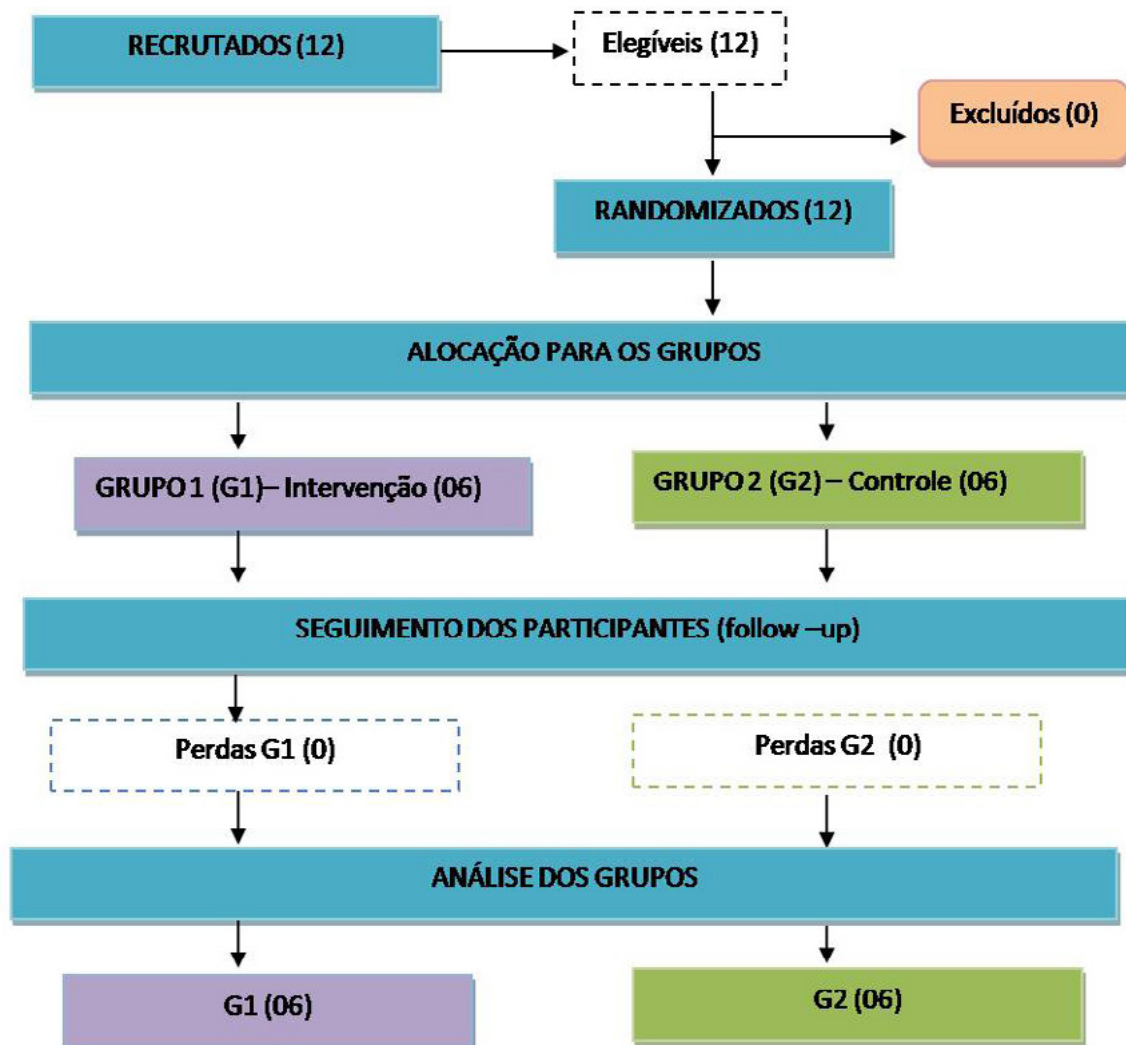 RECRUTADOS (12)
Elegíveis (12)
Excluídos (0)
RANDOMIZADOS (12)
ALOCAÇÃO PARA OS GRUPOS
GRUPO 1 (G1)– Intervenção (06)
GRUPO 2 (G2) – Controle (06)
SEGUIMENTO DOS PARTICIPANTES (follow –up)
Perdas G1 (0)
Perdas G2 (0)
ANÁLISE DOS GRUPOS
G1 (06)
G2 (06)